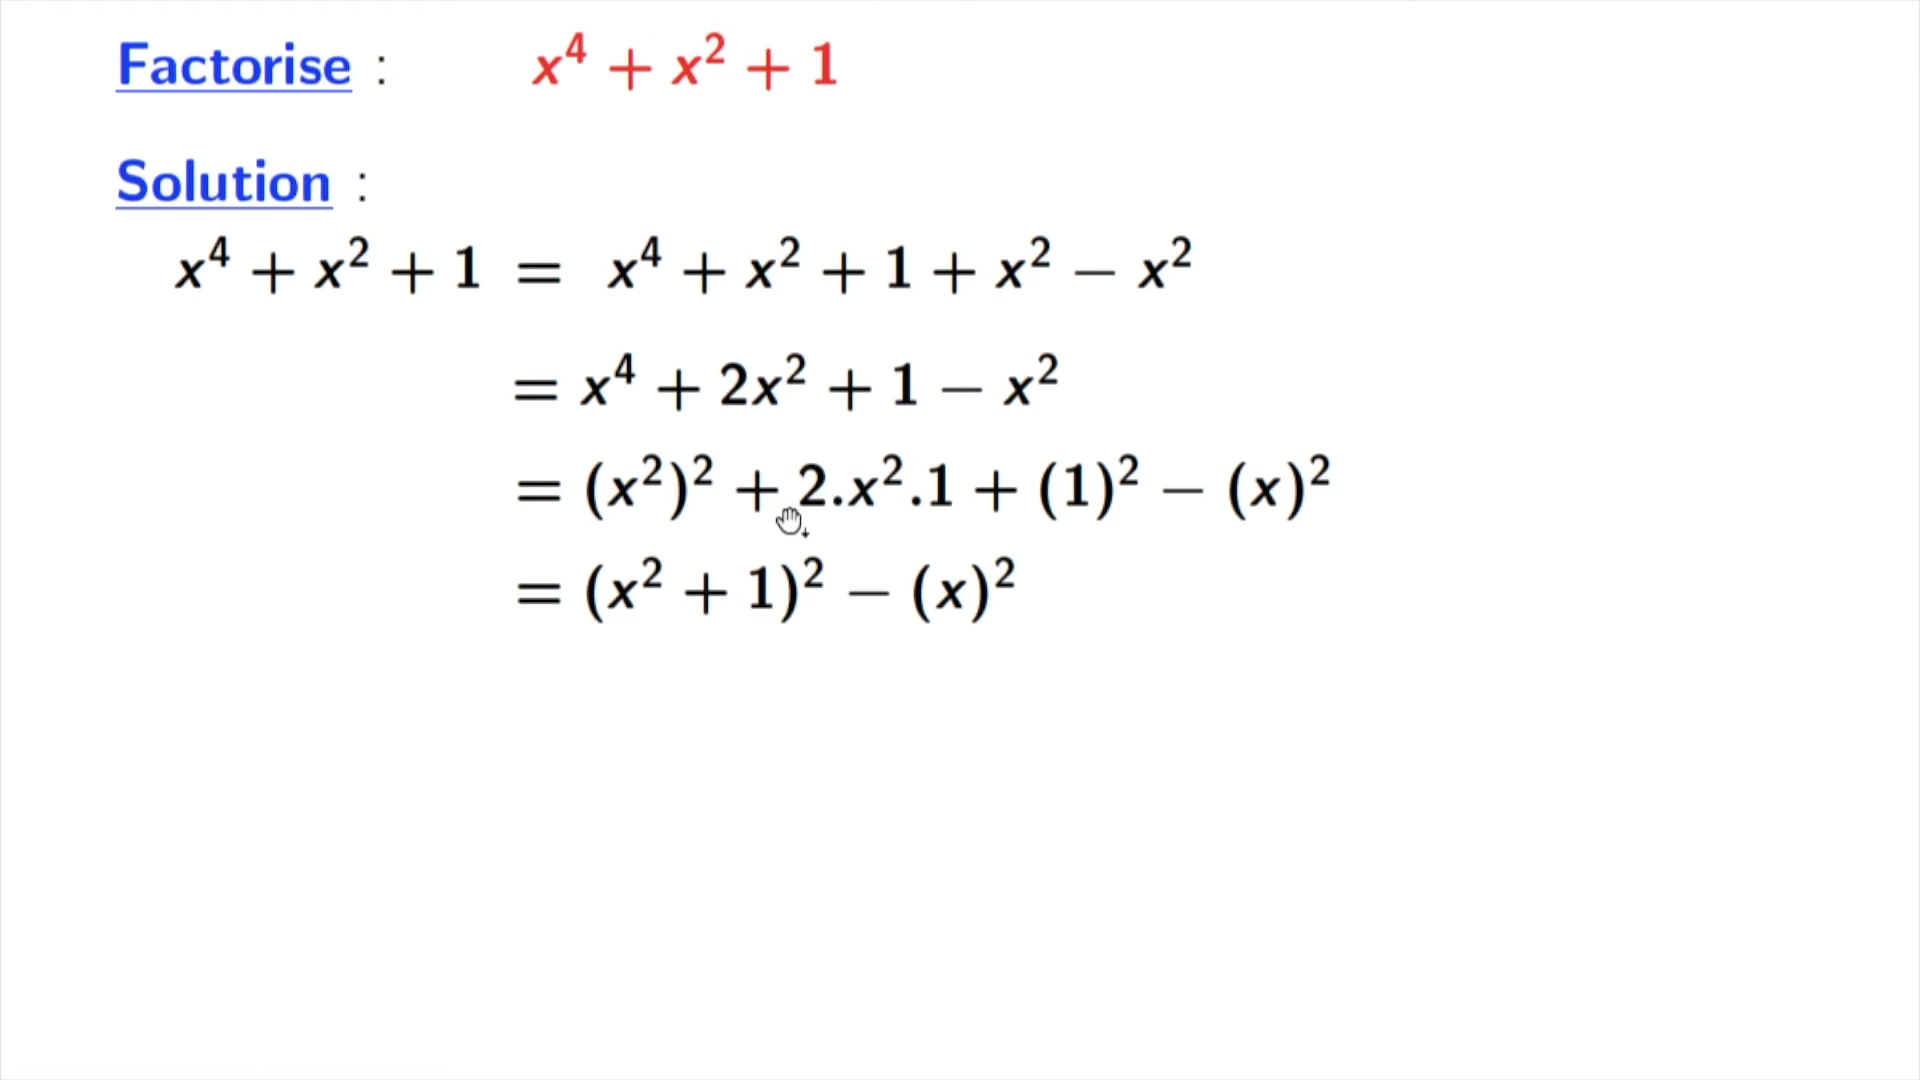 Factorise : x⁴ + x² + 1
Solution :
x⁴ + x² + 1 = x⁴ + x² + 1 + x² − x²
= x⁴ + 2x² + 1 − x²
= (x²)² + 2.x².1 + (1)² − (x)²
= (x² + 1)² − (x)²